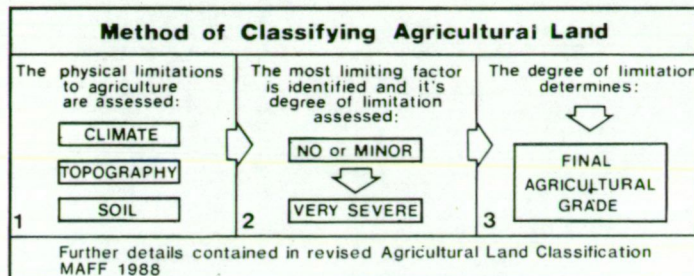 Method of Classifying Agricultural Land
The physical limitations
to agriculture
are assessed:
CLIMATE
TOPOGRAPHY
SOIL
1
The most limiting factor
is identified and it's
degree of limitation
assessed:
NO or MINOR
VERY SEVERE
2
The degree of limitation
determines:
FINAL
AGRICULTURAL
GRADE
3
Further details contained in revised Agricultural Land Classification
MAFF 1988